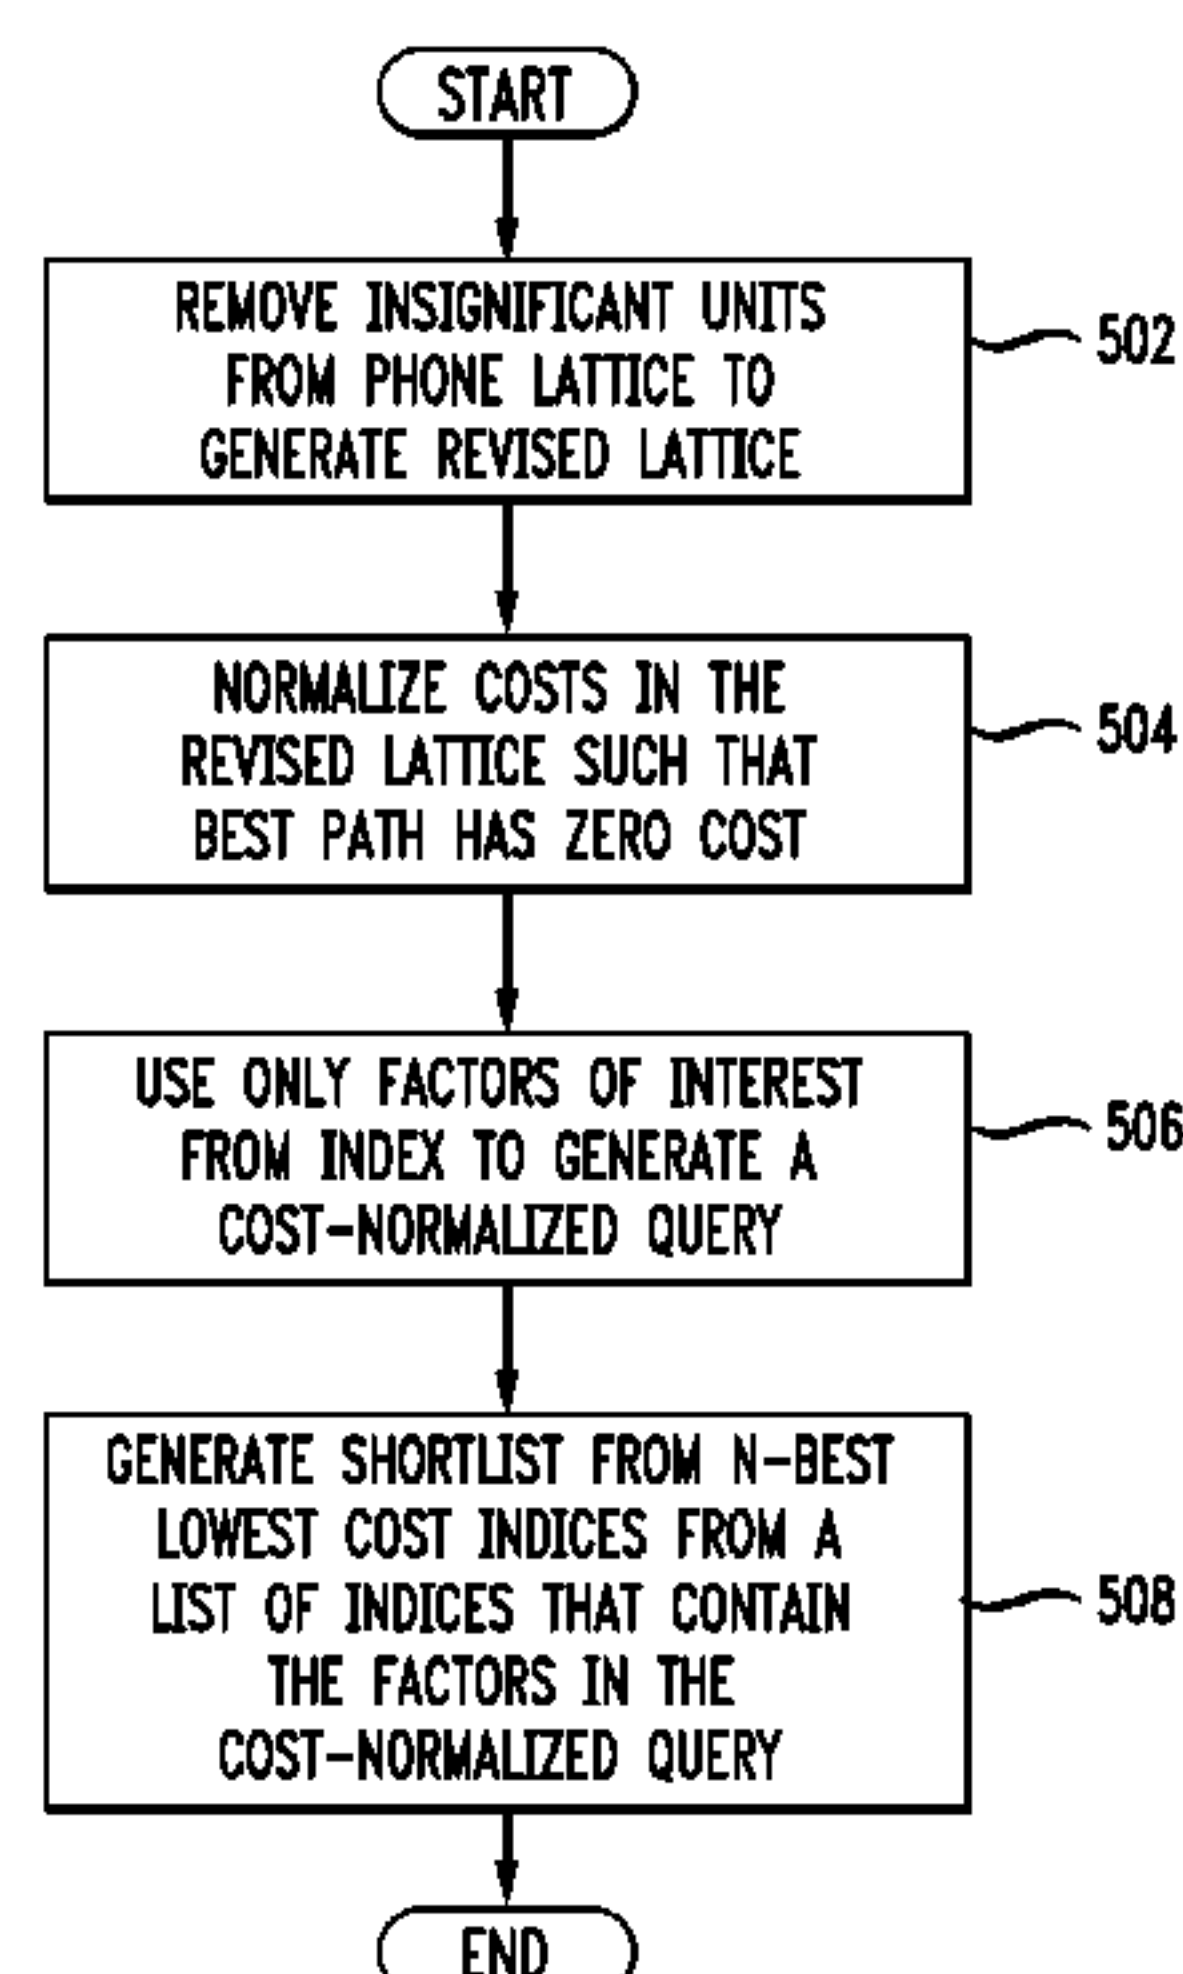 START
REMOVE INSIGNIFICANT UNITS
FROM PHONE LATTICE TO
GENERATE REVISED LATTICE
502
NORMALIZE COSTS IN THE
REVISED LATTICE SUCH THAT
BEST PATH HAS ZERO COST
504
USE ONLY FACTORS OF INTEREST
FROM INDEX TO GENERATE A
COST-NORMALIZED QUERY
506
GENERATE SHORTLIST FROM N-BEST
LOWEST COST INDICES FROM A
LIST OF INDICES THAT CONTAIN
THE FACTORS IN THE
COST-NORMALIZED QUERY
508
END